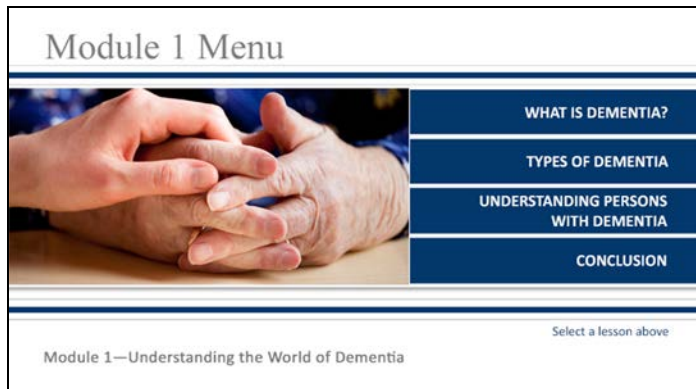 Module 1 Menu
WHAT IS DEMENTIA?
TYPES OF DEMENTIA
UNDERSTANDING PERSONS
WITH DEMENTIA
CONCLUSION
Select a lesson above
Module 1—Understanding the World of Dementia